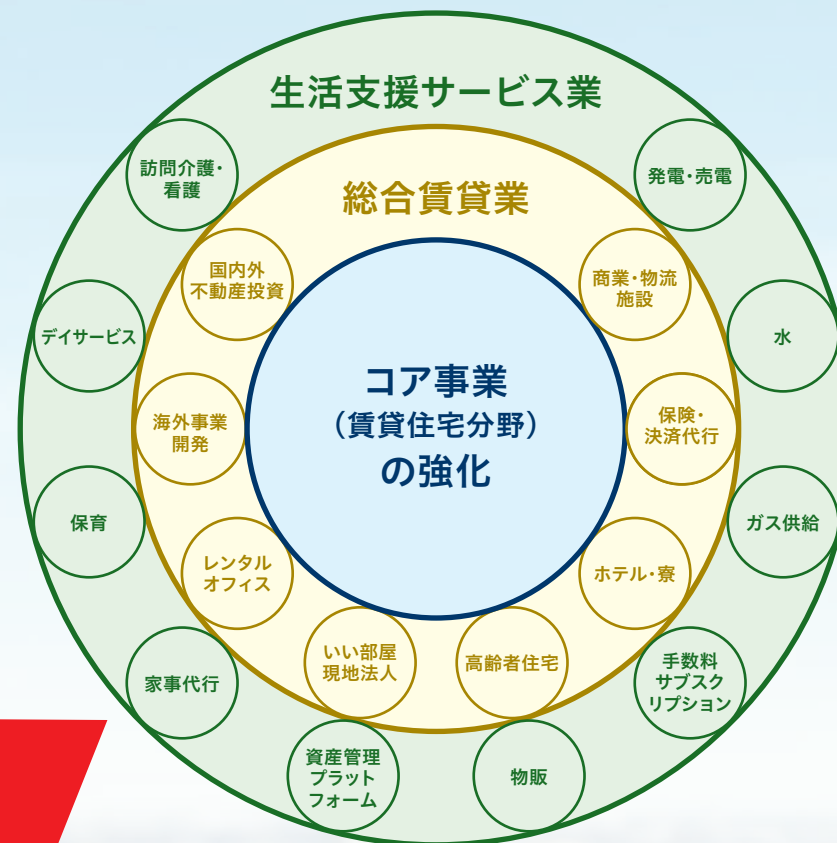 生活支援サービス業
訪問介護・
看護
発電・売電
総合賃貸業
国内外
不動産投資
商業・物流
施設
デイサービス
水
コア事業
（賃貸住宅分野）
の強化
海外事業
開発
保険・
決済代行
保育
ガス供給
レンタル
オフィス
ホテル・寮
いい部屋
現地法人
高齢者住宅
家事代行
手数料
サブスク
リプション
資産管理
プラット
フォーム
物販